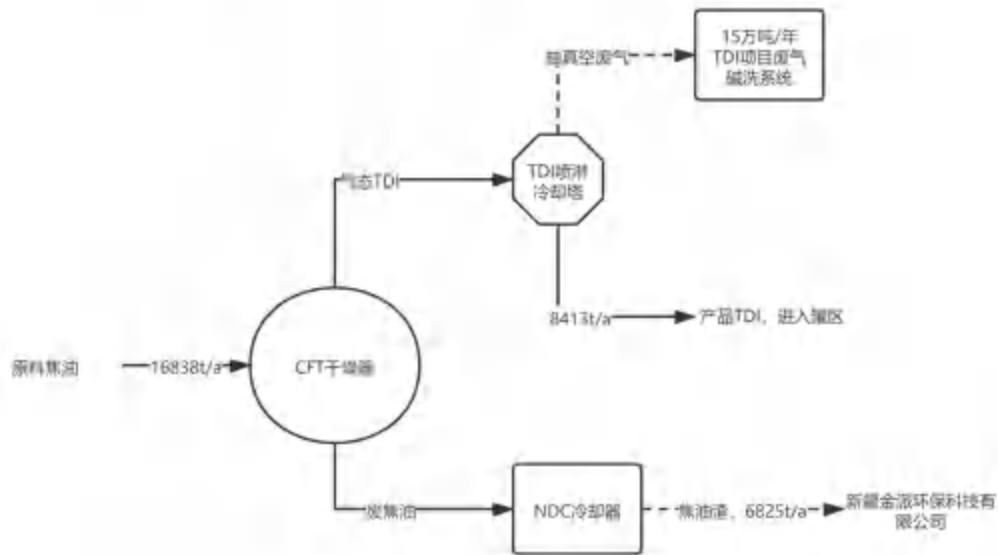 15万吨/年
TDI项目废气
碱洗系统
抽真空废气
TDI喷淋
冷却塔
气态TDI
8413t/a
产品TDI，进入罐区
原料焦油
16838t/a
CFT干燥器
废焦油
NDC冷却器
焦油渣，6825t/a
新疆金派环保科技有
限公司